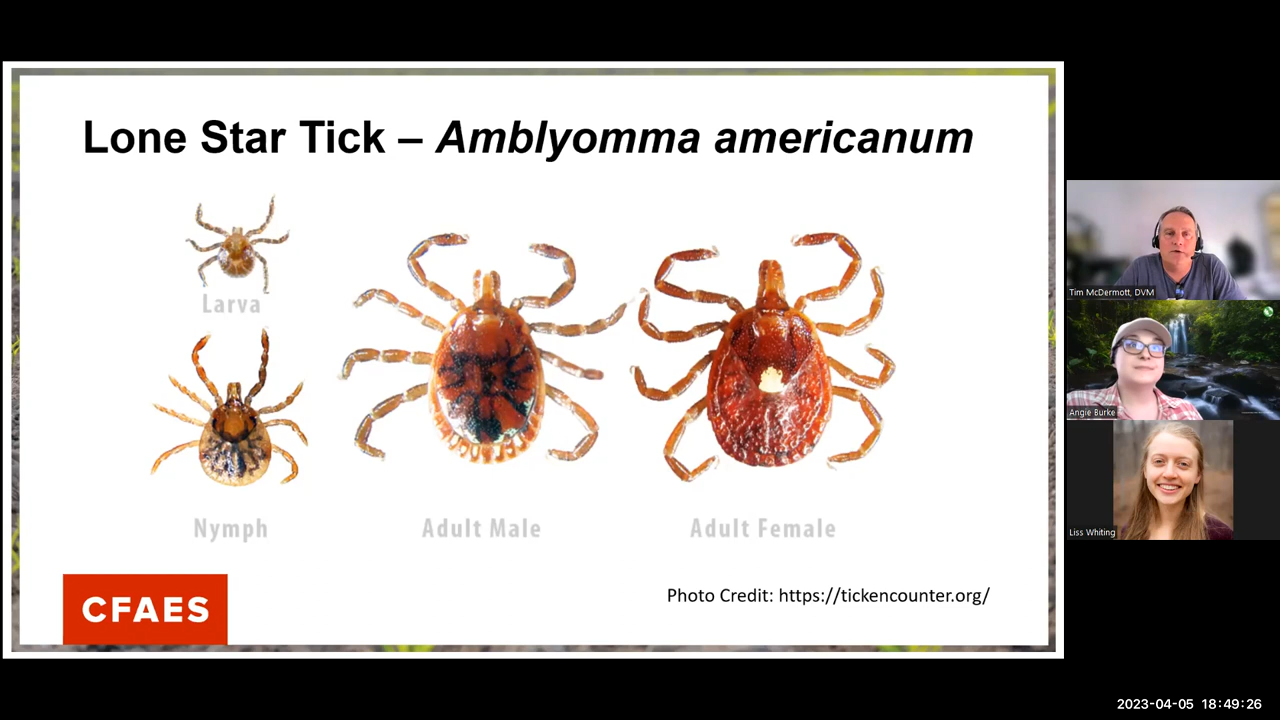 Lone Star Tick – Amblyomma americanum
Larva
Nymph
Adult Male
Adult Female
CFAES
Photo Credit: https://tickencounter.org/
Tim McDermott, DVM
Angie Burke
Liss Whiting
2023-04-05 18:49:26